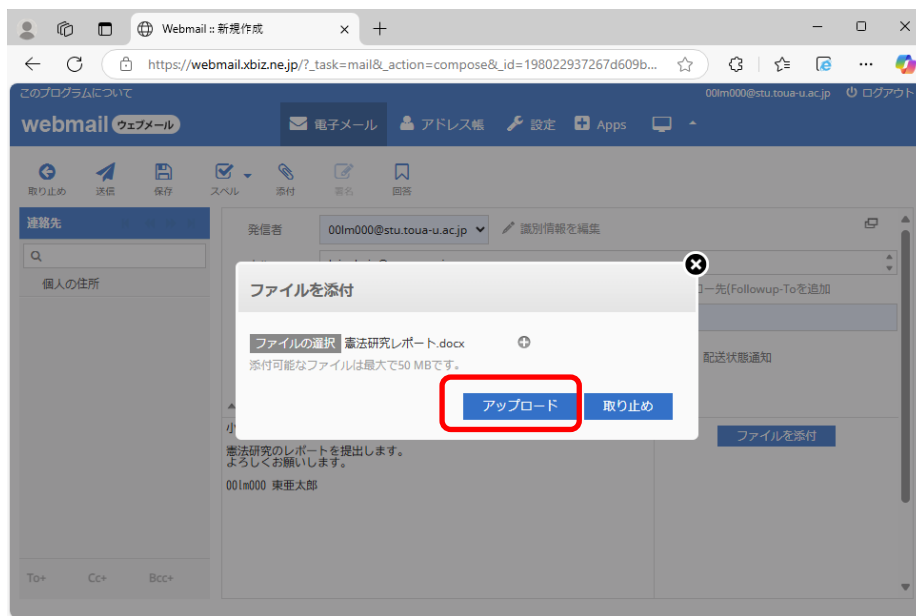 Webmail :: 新規作成
https://webmail.xbiz.ne.jp/?_task=mail&_action=compose&_id=198022937267d609b...
このプログラムについて
00lm000@stu.toua-u.ac.jp ログアウト
webmail ウェブメール
電子メール アドレス帳 設定 Apps
取り止め 送信 保存 スペル 添付 署名 回答
連絡先
発信者 00lm000@stu.toua-u.ac.jp 識別情報を編集
個人の住所
ファイルを添付
ロー先(Followup-Toを追加
ファイルの選択 憲法研究レポート.docx
添付可能なファイルは最大で50 MBです。
配送状態通知
アップロード 取り止め
ファイルを添付
憲法研究のレポートを提出します。
よろしくお願いします。
00lm000 東亜太郎
To+ Cc+ Bcc+